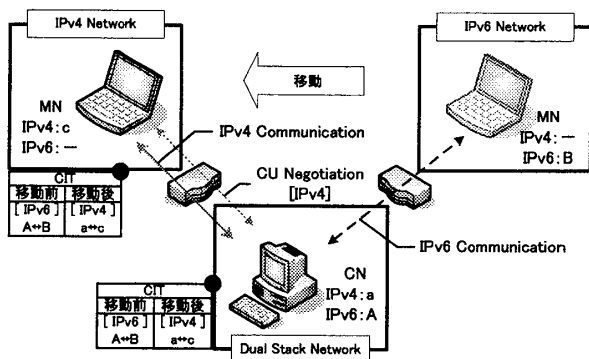 IPv4 Network
IPv6 Network
移動
MN
IPv4:c
IPv6:ー
MN
IPv4:ー
IPv6:B
IPv4 Communication
CU Negotiation
[IPv4]
IPv6 Communication
CIT
移動前 移動後
[IPv6] [IPv4]
A↔B a↔c
CN
IPv4:a
IPv6:A
CIT
移動前 移動後
[IPv6] [IPv4]
A↔B a↔c
Dual Stack Network